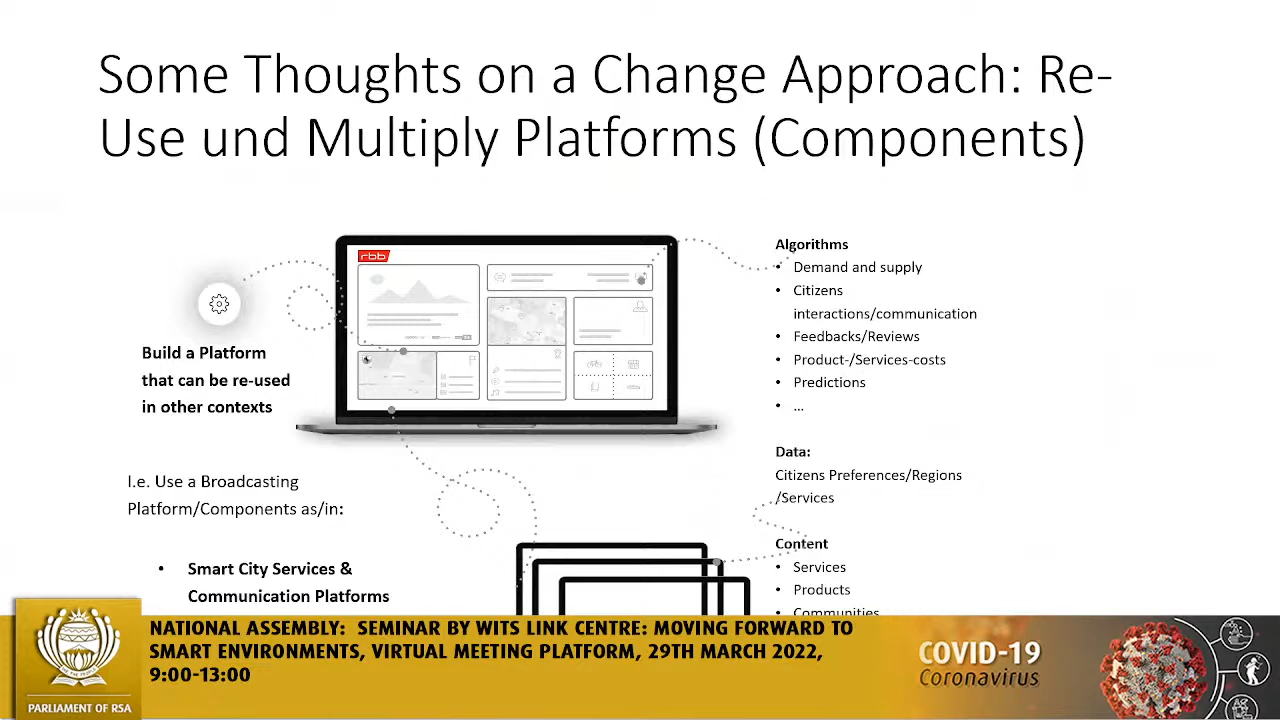 Some Thoughts on a Change Approach: Re-
Use und Multiply Platforms (Components)
rbb
Build a Platform
that can be re-used
in other contexts
I.e. Use a Broadcasting
Platform/Components as/in:
• Smart City Services &
Communication Platforms
Algorithms
• Demand and supply
• Citizens
interactions/communication
• Feedbacks/Reviews
• Product-/Services-costs
• Predictions
• ...
Data:
Citizens Preferences/Regions
/Services
Content
• Services
• Products
• Communities
NATIONAL ASSEMBLY: SEMINAR BY WITS LINK CENTRE: MOVING FORWARD TO
SMART ENVIRONMENTS, VIRTUAL MEETING PLATFORM, 29TH MARCH 2022,
9:00-13:00
PARLIAMENT OF RSA
COVID-19
Coronavirus